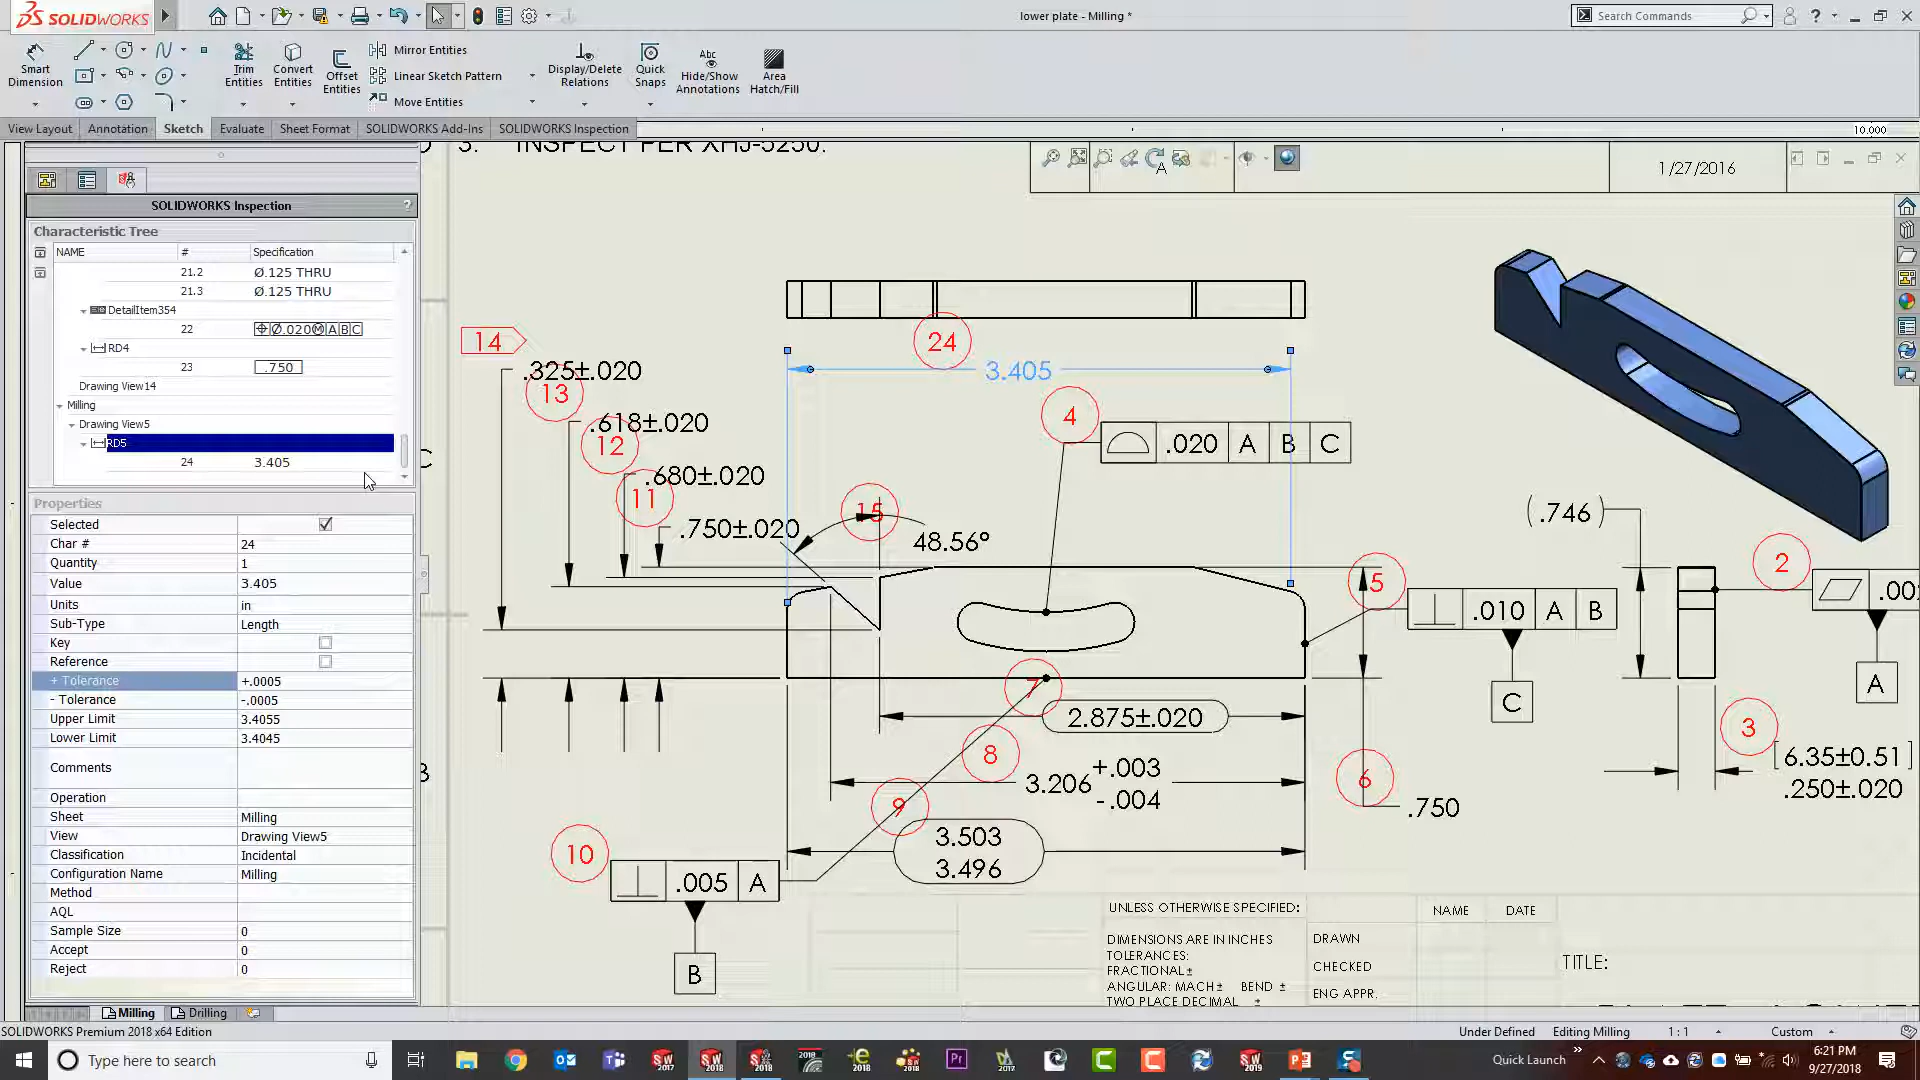 SOLIDWORKS
lower plate - Milling *
Search Commands
Smart Dimension
Trim Entities
Convert Entities
Offset Entities
Mirror Entities
Linear Sketch Pattern
Move Entities
Display/Delete Relations
Quick Snaps
Hide/Show Annotations
Area Hatch/Fill
View Layout
Annotation
Sketch
Evaluate
Sheet Format
SOLIDWORKS Add-Ins
SOLIDWORKS Inspection
10.000
3. INSPECT PER XHJ-5250.
A
1/27/2016
SOLIDWORKS Inspection
?
Characteristic Tree
NAME # Specification
21.2 Ø.125 THRU
21.3 Ø.125 THRU
DetailItem354
22 ⌖Ø.020ⓂABC
RD4
23 .750
Drawing View14
Milling
Drawing View5
RD5
24 3.405
Properties
Selected
Char # 24
Quantity 1
Value 3.405
Units in
Sub-Type Length
Key
Reference
+ Tolerance +.0005
- Tolerance -.0005
Upper Limit 3.4055
Lower Limit 3.4045
Comments
Operation
Sheet Milling
View Drawing View5
Classification Incidental
Configuration Name Milling
Method
AQL
Sample Size 0
Accept 0
Reject 0
Milling
Drilling
14
.325±.020
13
.618±.020
12
.680±.020
11
.750±.020
24
3.405
4
.020 A B C
15
48.56°
5
.010 A B
C
(.746)
2
.00
A
3
[6.35±0.51]
.250±.020
7
2.875±.020
8
3.206 +.003 -.004
6
.750
9
3.503
3.496
10
.005 A
B
C
B
UNLESS OTHERWISE SPECIFIED:
DIMENSIONS ARE IN INCHES
TOLERANCES:
FRACTIONAL±
ANGULAR: MACH± BEND ±
TWO PLACE DECIMAL ±
NAME DATE
DRAWN
CHECKED
ENG APPR.
TITLE:
SOLIDWORKS Premium 2018 x64 Edition
Under Defined
Editing Milling
1 : 1
Custom
Type here to search
Quick Launch
6:21 PM
9/27/2018